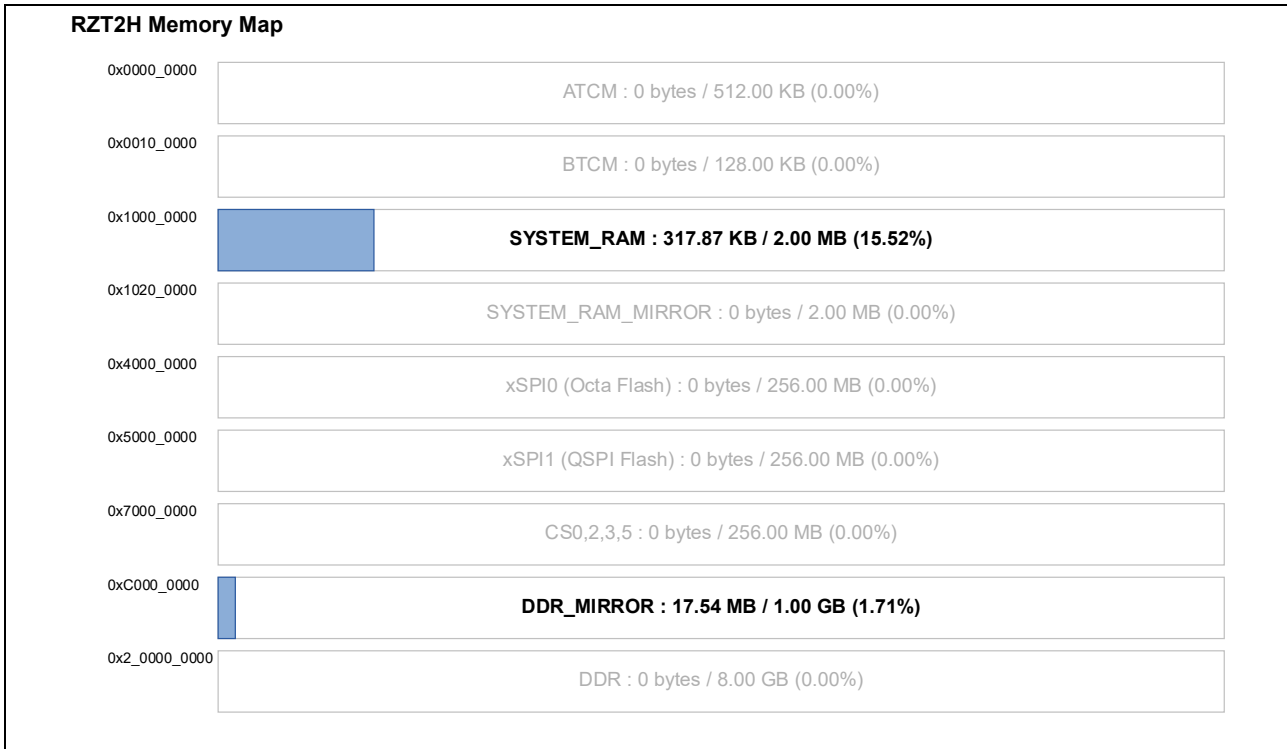 RZT2H Memory Map
0x0000_0000
ATCM : 0 bytes / 512.00 KB (0.00%)
0x0010_0000
BTCM : 0 bytes / 128.00 KB (0.00%)
0x1000_0000
SYSTEM_RAM : 317.87 KB / 2.00 MB (15.52%)
0x1020_0000
SYSTEM_RAM_MIRROR : 0 bytes / 2.00 MB (0.00%)
0x4000_0000
xSPI0 (Octa Flash) : 0 bytes / 256.00 MB (0.00%)
0x5000_0000
xSPI1 (QSPI Flash) : 0 bytes / 256.00 MB (0.00%)
0x7000_0000
CS0,2,3,5 : 0 bytes / 256.00 MB (0.00%)
0xC000_0000
DDR_MIRROR : 17.54 MB / 1.00 GB (1.71%)
0x2_0000_0000
DDR : 0 bytes / 8.00 GB (0.00%)